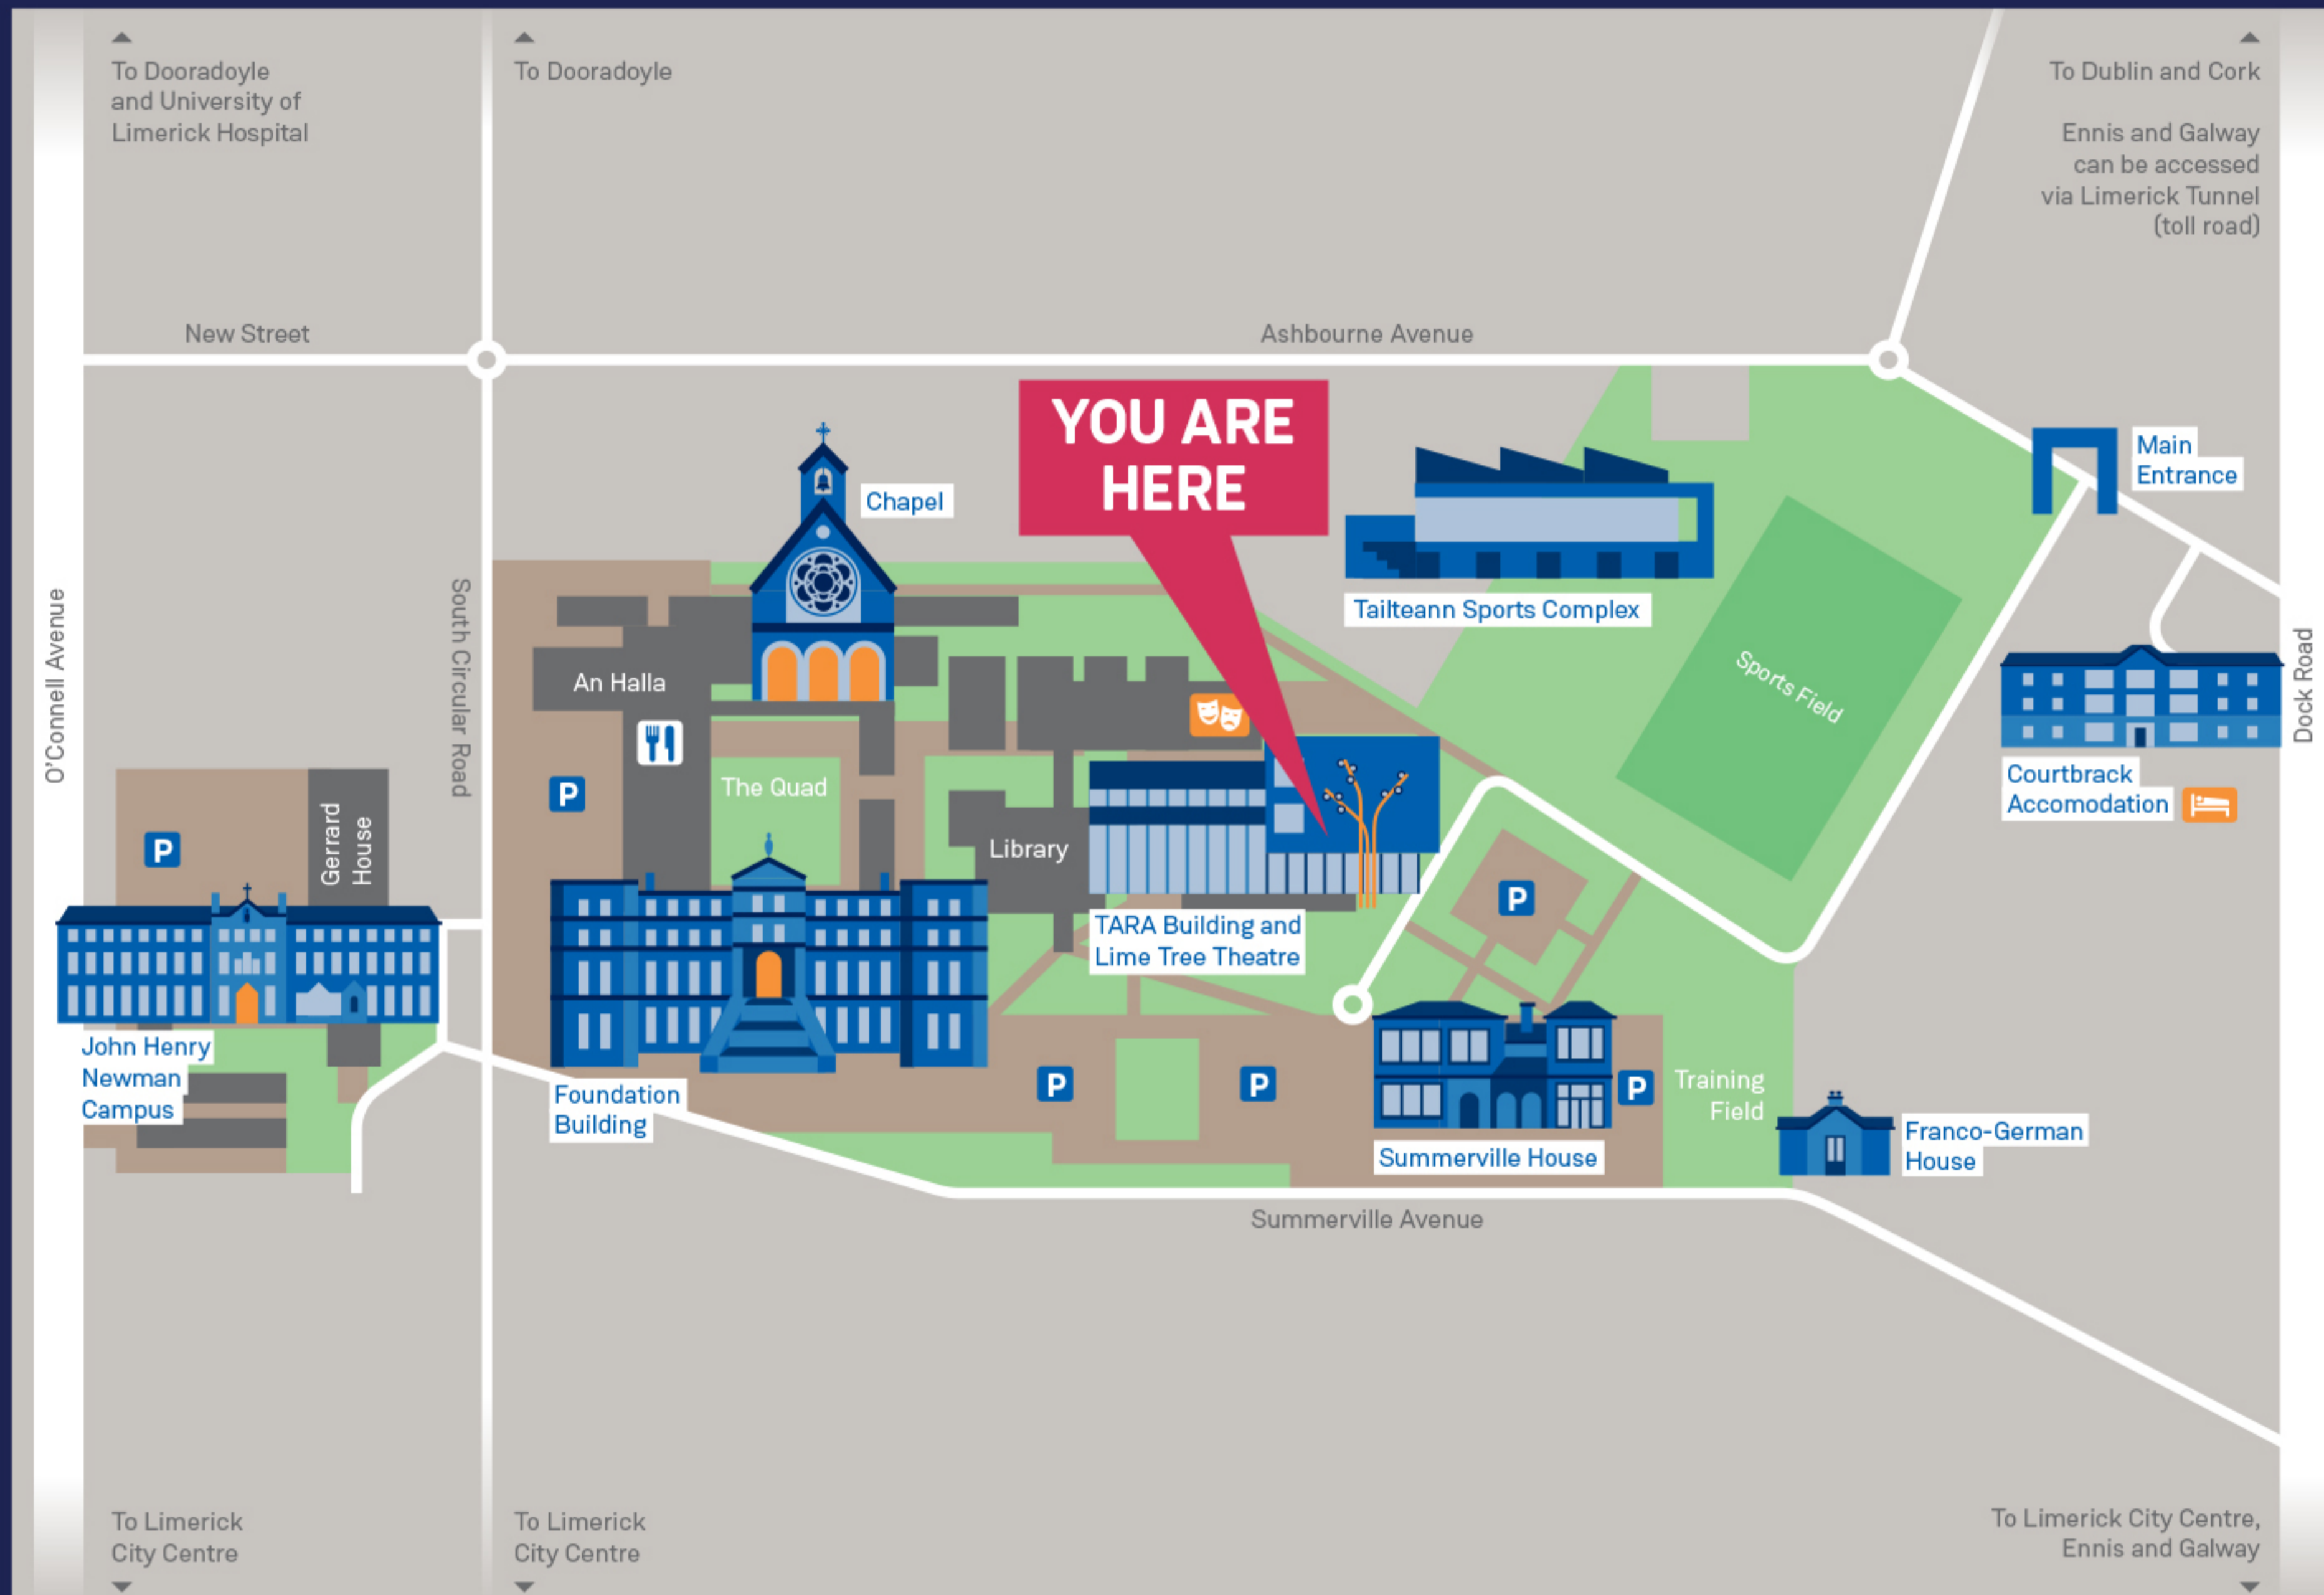 To Dooradoyle
and University of
Limerick Hospital
To Dooradoyle
To Dublin and Cork
Ennis and Galway
can be accessed
via Limerick Tunnel
(toll road)
New Street
Ashbourne Avenue
YOU ARE
HERE
Main
Entrance
Chapel
Tailteann Sports Complex
O'Connell Avenue
South Circular Road
An Halla
Sports Field
Dock Road
Courtbrack
Accomodation
The Quad
P
P
Gerrard
House
Library
P
TARA Building and
Lime Tree Theatre
John Henry
Newman
Campus
Foundation
Building
P
P
P
Training
Field
Franco-German
House
Summerville House
Summerville Avenue
To Limerick
City Centre
To Limerick
City Centre
To Limerick City Centre,
Ennis and Galway